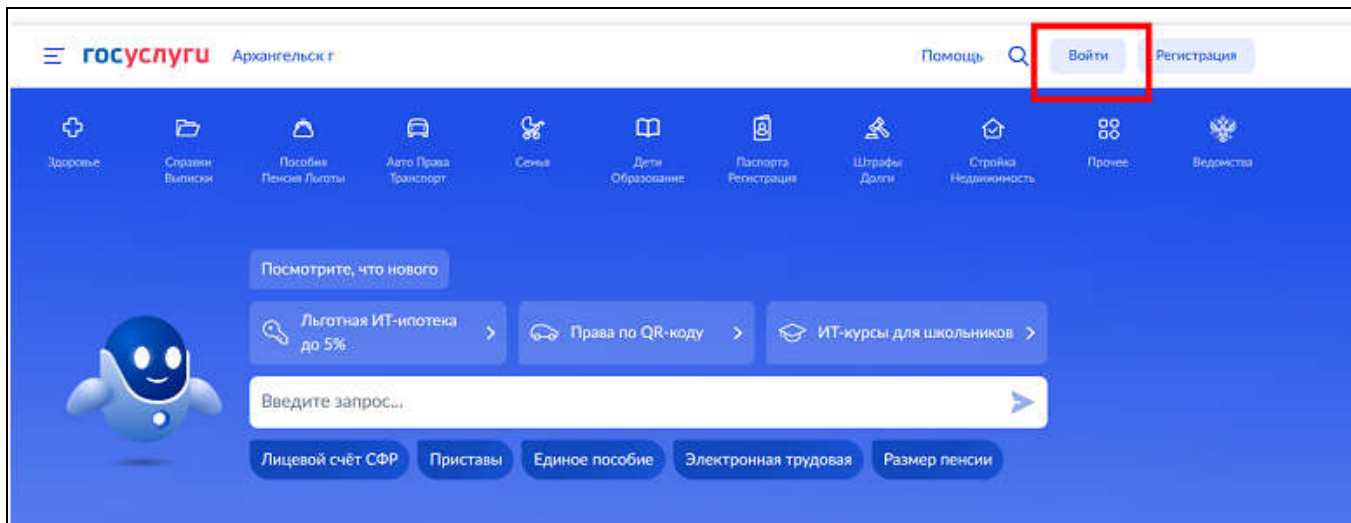 госуслуги Архангельск г Помощь Войти Регистрация
Здоровье
Справки
Выписки
Пособия
Пенсия Льготы
Авто Права
Транспорт
Семья
Дети
Образование
Паспорта
Регистрация
Штрафы
Долги
Стройка
Недвижимость
Прочее
Ведомства
Посмотрите, что нового
Льготная ИТ-ипотека
до 5%
Права по QR-коду
ИТ-курсы для школьников
Введите запрос...
Лицевой счёт СФР Приставы Единое пособие Электронная трудовая Размер пенсии